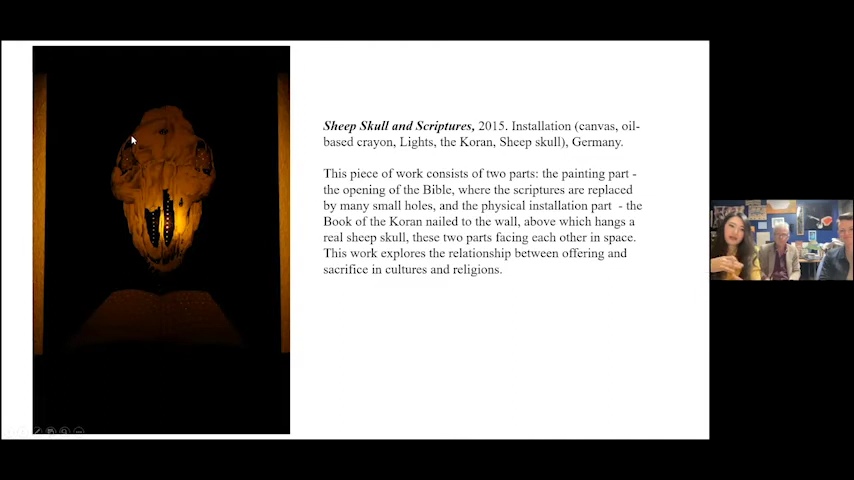 Sheep Skull and Scriptures, 2015. Installation (canvas, oil-
based crayon, Lights, the Koran, Sheep skull), Germany.
This piece of work consists of two parts: the painting part -
the opening of the Bible, where the scriptures are replaced
by many small holes, and the physical installation part  - the
Book of the Koran nailed to the wall, above which hangs a
real sheep skull, these two parts facing each other in space.
This work explores the relationship between offering and
sacrifice in cultures and religions.